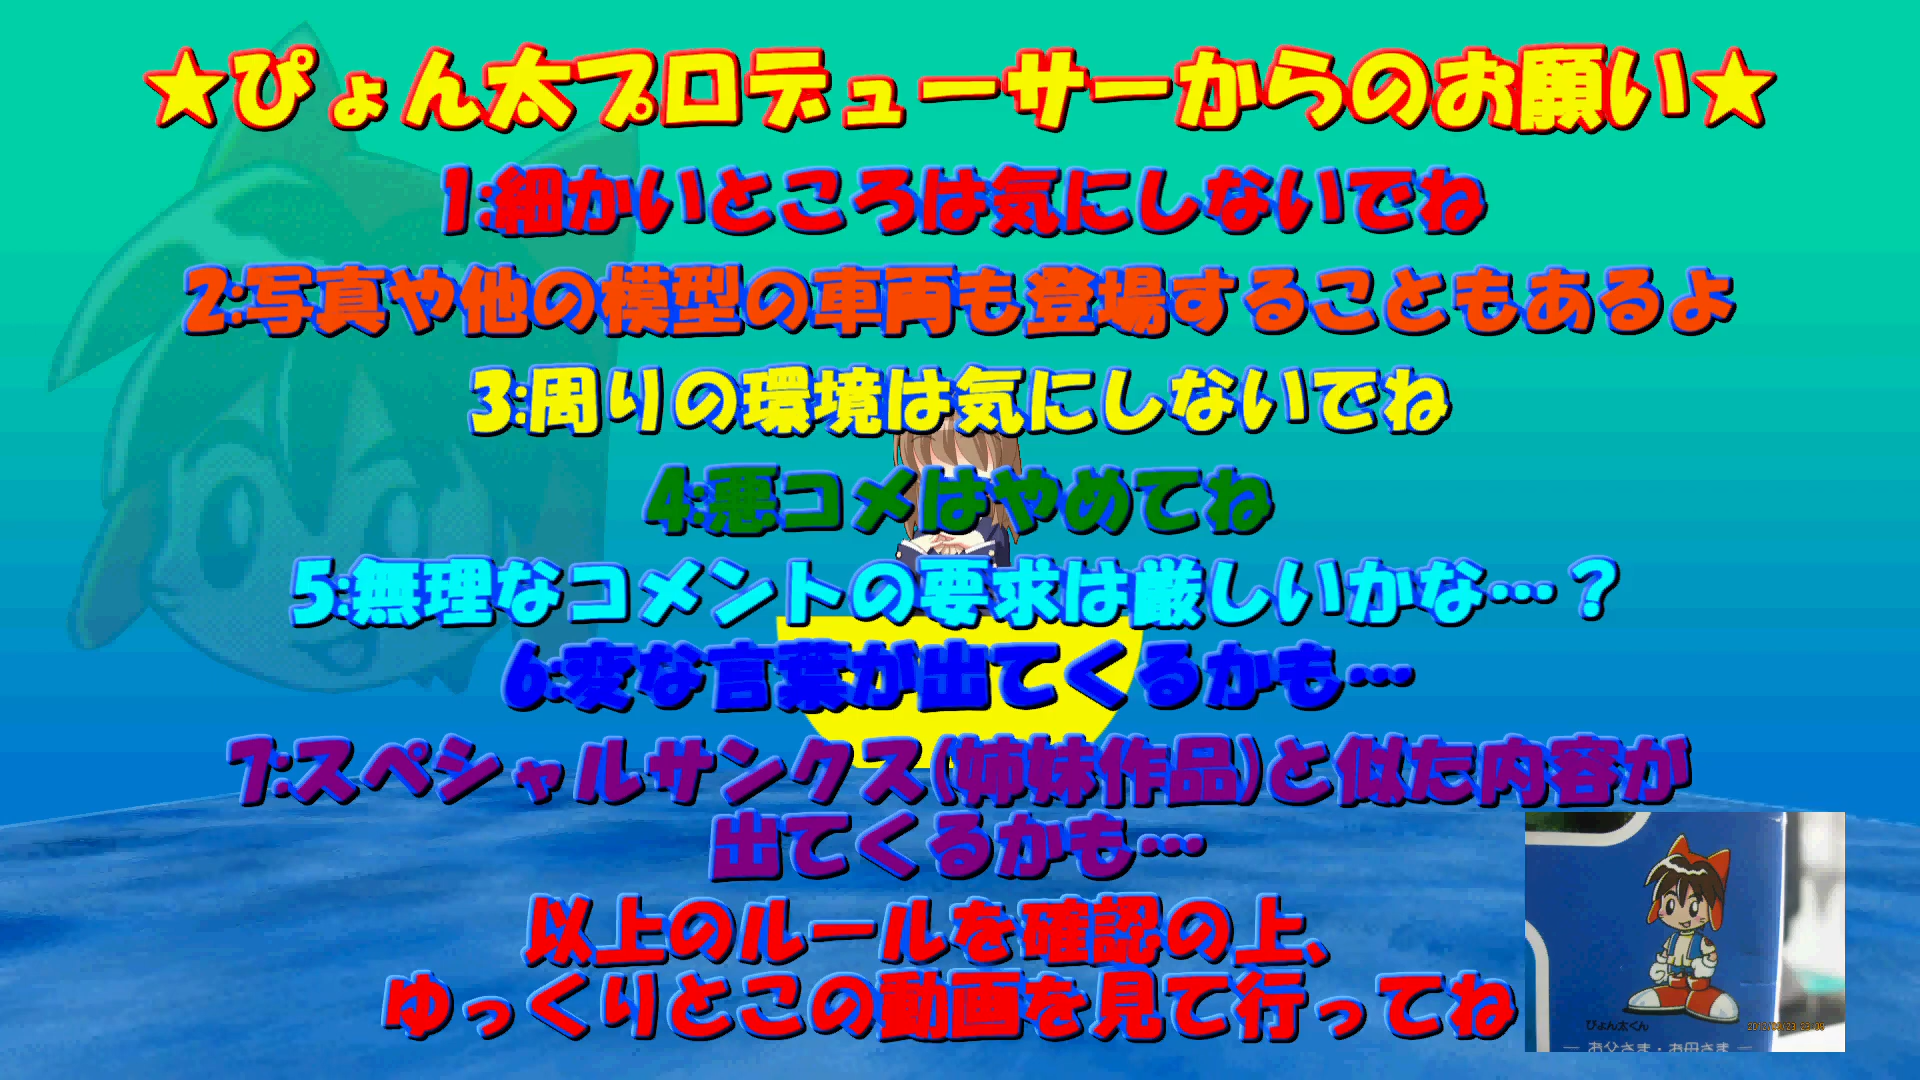 ★ぴょん太プロデューサーからのお願い★
1:細かいところは気にしないでね
2:写真や他の模型の車両も登場することもあるよ
3:周りの環境は気にしないでね
4:悪コメはやめてね
5:無理なコメントの要求は厳しいかな…？
6:変な言葉が出てくるかも…
7:スペシャルサンクス(姉妹作品)と似た内容が
出てくるかも…
以上のルールを確認の上、
ゆっくりとこの動画を見て行ってね
ぴょん太くん
― お父さま・お母さま ―